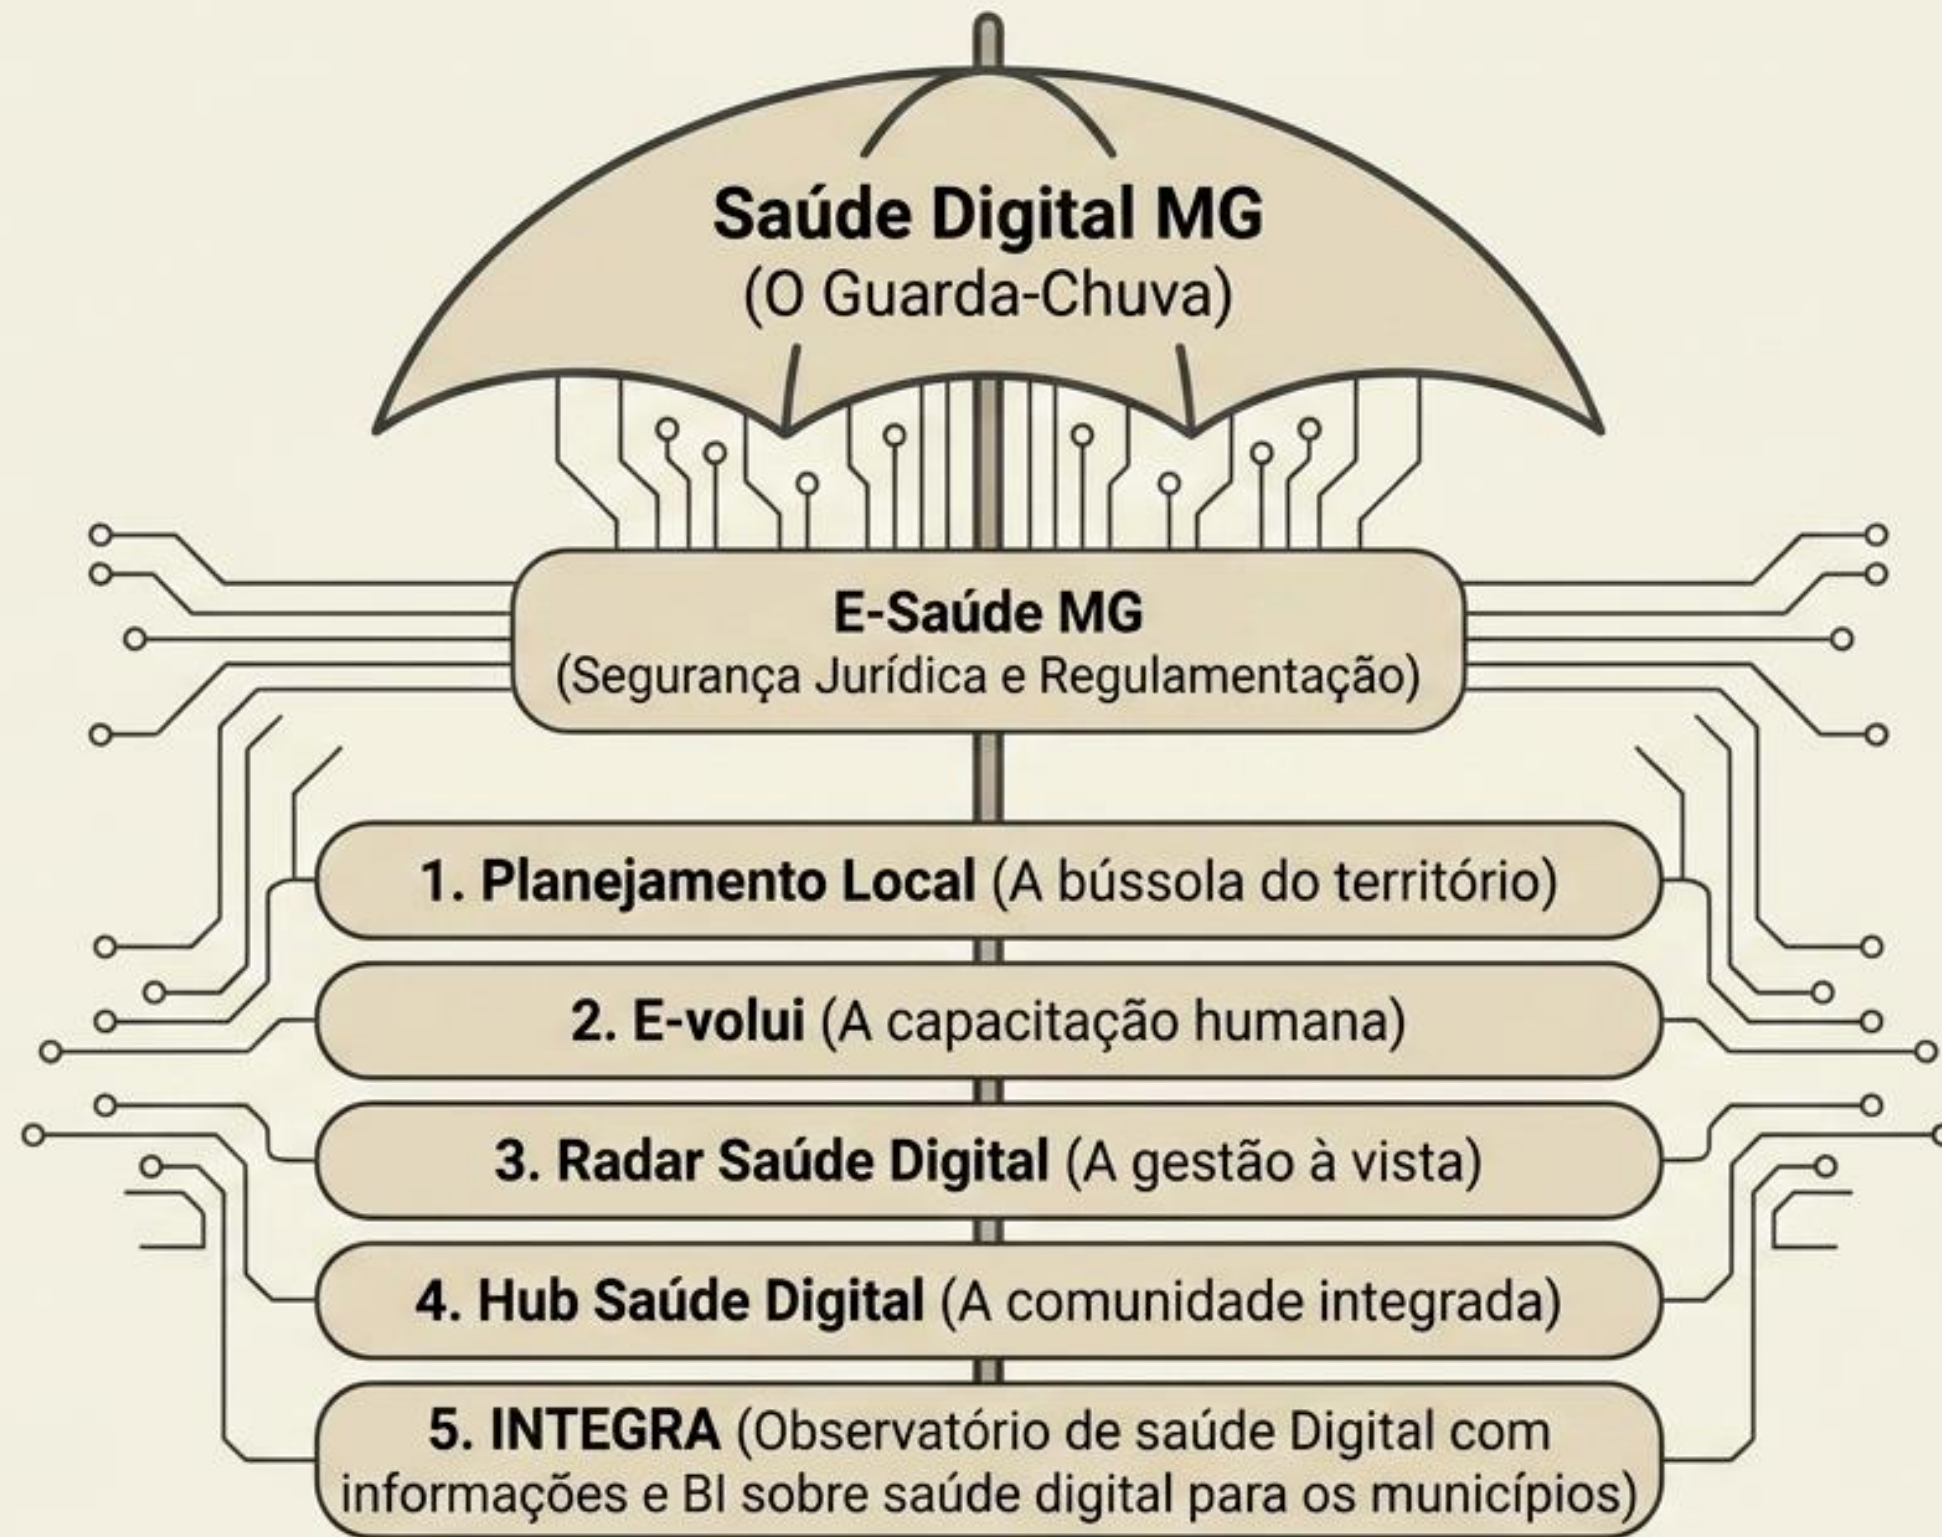 Saúde Digital MG
(O Guarda-Chuva)
E-Saúde MG
(Segurança Jurídica e Regulamentação)
1. Planejamento Local (A bússola do território)
2. E-volui (A capacitação humana)
3. Radar Saúde Digital (A gestão à vista)
4. Hub Saúde Digital (A comunidade integrada)
5. INTEGRA (Observatório de saúde Digital com
informações e BI sobre saúde digital para os municípios)